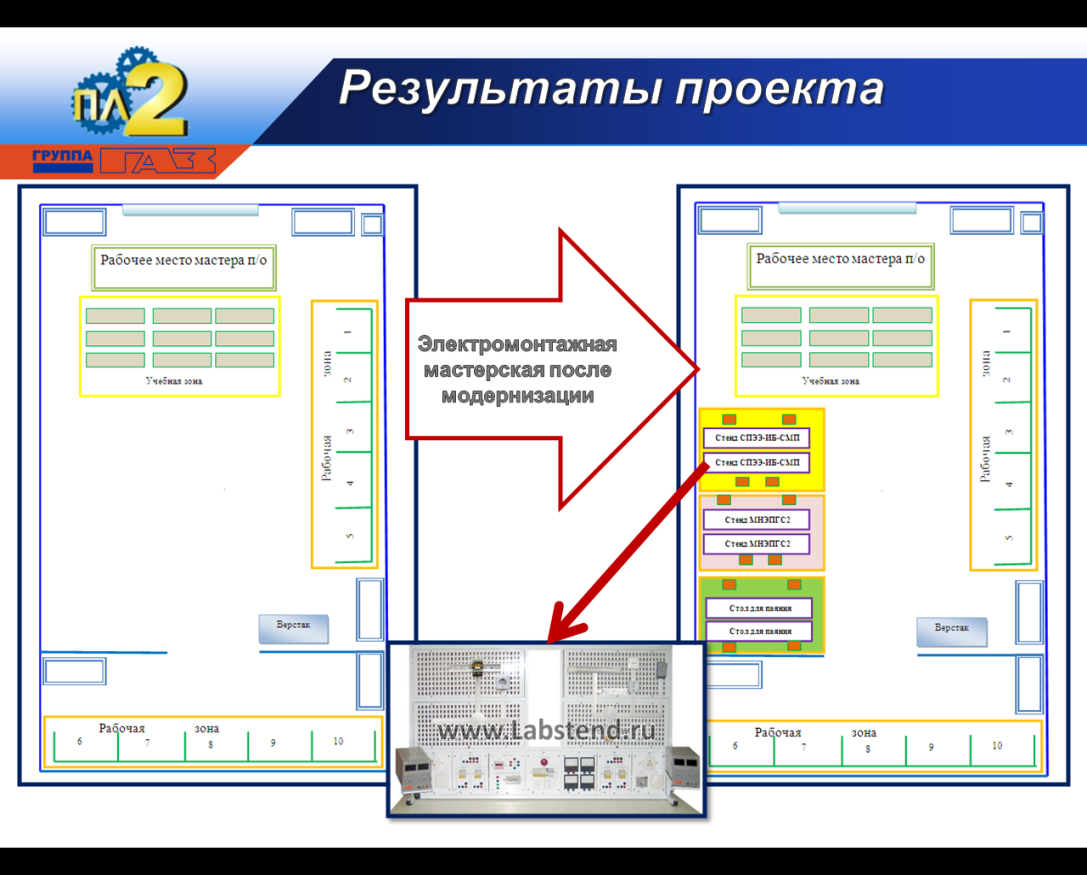 ПЛ2
Результаты проекта
ГРУППА ГАЗ
Рабочее место мастера п/о
Учебная зона
Рабочая зона
1
2
3
4
5
Верстак
Рабочая зона
6 7 8 9 10
Электромонтажная
мастерская после
модернизации
Рабочее место мастера п/о
Учебная зона
Рабочая зона
1
2
3
4
5
Стенд СПЭЭ-ИБ-СМП
Стенд СПЭЭ-ИБ-СМП
Стенд МНЭПГС2
Стенд МНЭПГС2
Стол для паяния
Стол для паяния
Верстак
Рабочая зона
6 7 8 9 10
www.Labstend.ru